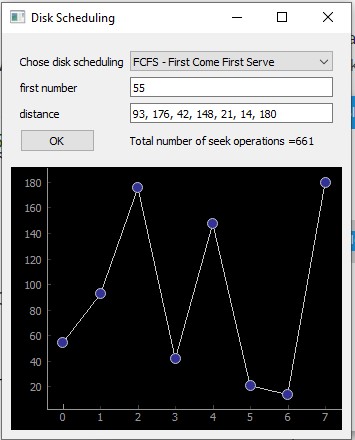 Disk Scheduling
Chose disk scheduling FCFS - First Come First Serve
first number 55
distance 93, 176, 42, 148, 21, 14, 180
OK Total number of seek operations =661
180
160
140
120
100
80
60
40
20
0 1 2 3 4 5 6 7